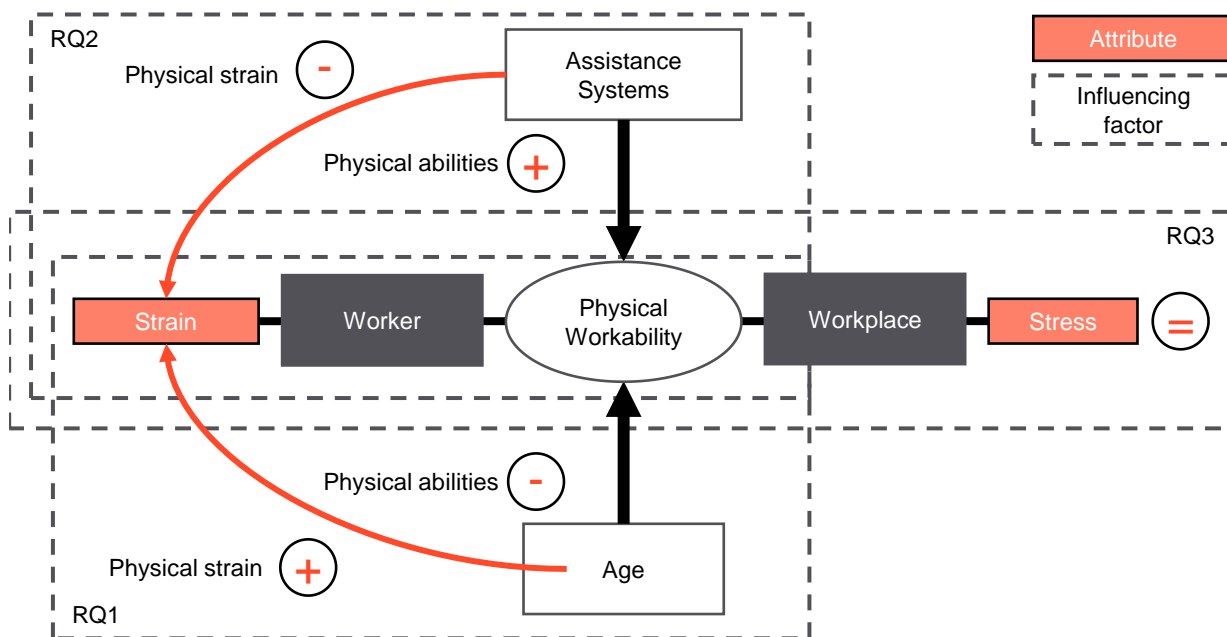 RQ2
Physical strain
-
Assistance
Systems
Attribute
Influencing
factor
Physical abilities
+
RQ3
Strain
Worker
Physical
Workability
Workplace
Stress
=
Physical abilities
-
Physical strain
+
Age
RQ1